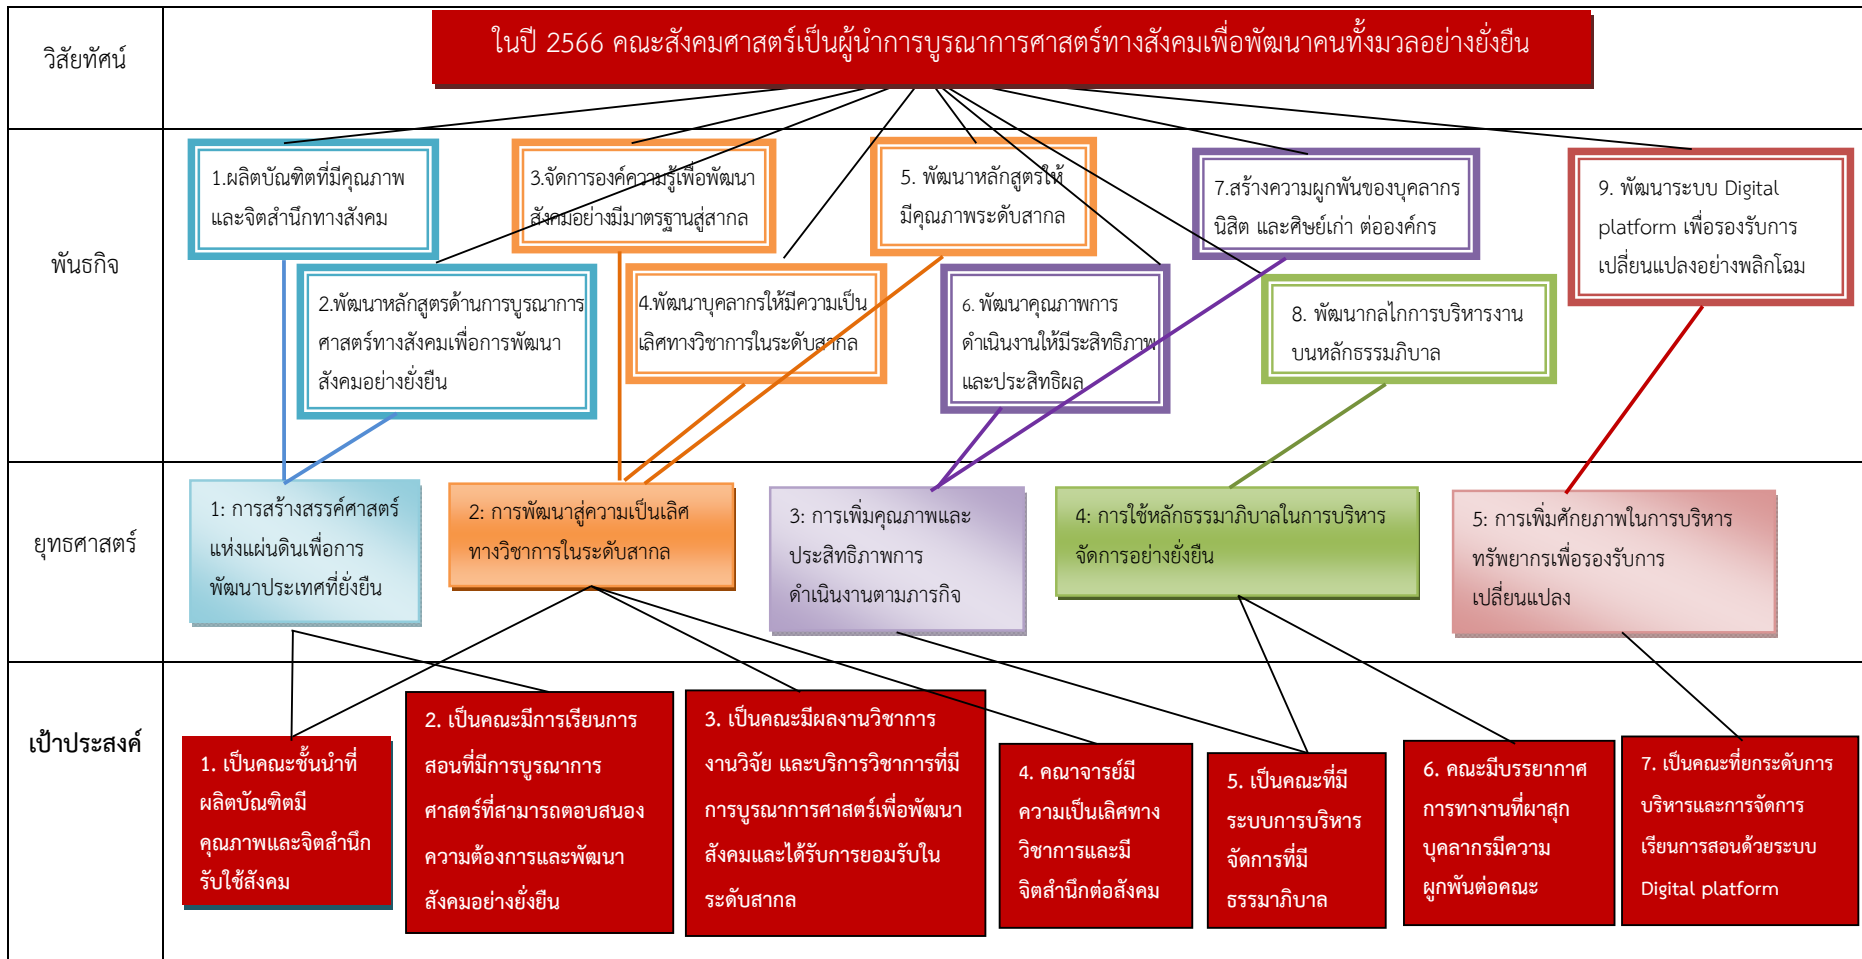 วิสัยทัศน์
ในปี 2566 คณะสังคมศาสตร์เป็นผู้นำการบูรณาการศาสตร์ทางสังคมเพื่อพัฒนาคนทั้งมวลอย่างยั่งยืน
พันธกิจ
1.ผลิตบัณฑิตที่มีคุณภาพ
และจิตสำนึกทางสังคม
2.พัฒนาหลักสูตรด้านการบูรณาการ
ศาสตร์ทางสังคมเพื่อการพัฒนา
สังคมอย่างยั่งยืน
3.จัดการองค์ความรู้เพื่อพัฒนา
สังคมอย่างมีมาตรฐานสู่สากล
4.พัฒนาบุคลากรให้มีความเป็น
เลิศทางวิชาการในระดับสากล
5. พัฒนาหลักสูตรให้
มีคุณภาพระดับสากล
6. พัฒนาคุณภาพการ
ดำเนินงานให้มีระสิทธิภาพ
และประสิทธิผล
7.สร้างความผูกพันของบุคลากร
นิสิต และศิษย์เก่า ต่อองค์กร
8. พัฒนากลไกการบริหารงาน
บนหลักธรรมภิบาล
9. พัฒนาระบบ Digital
platform เพื่อรองรับการ
เปลี่ยนแปลงอย่างพลิกโฉม
ยุทธศาสตร์
1: การสร้างสรรค์ศาสตร์
แห่งแผ่นดินเพื่อการ
พัฒนาประเทศที่ยั่งยืน
2: การพัฒนาสู่ความเป็นเลิศ
ทางวิชาการในระดับสากล
3: การเพิ่มคุณภาพและ
ประสิทธิภาพการ
ดำเนินงานตามภารกิจ
4: การใช้หลักธรรมาภิบาลในการบริหาร
จัดการอย่างยั่งยืน
5: การเพิ่มศักยภาพในการบริหาร
ทรัพยากรเพื่อรองรับการ
เปลี่ยนแปลง
เป้าประสงค์
1. เป็นคณะชั้นนำที่
ผลิตบัณฑิตมี
คุณภาพและจิตสำนึก
รับใช้สังคม
2. เป็นคณะมีการเรียนการ
สอนที่มีการบูรณาการ
ศาสตร์ที่สามารถตอบสนอง
ความต้องการและพัฒนา
สังคมอย่างยั่งยืน
3. เป็นคณะมีผลงานวิชาการ
งานวิจัย และบริการวิชาการที่มี
การบูรณาการศาสตร์เพื่อพัฒนา
สังคมและได้รับการยอมรับใน
ระดับสากล
4. คณาจารย์มี
ความเป็นเลิศทาง
วิชาการและมี
จิตสำนึกต่อสังคม
5. เป็นคณะที่มี
ระบบการบริหาร
จัดการที่มี
ธรรมาภิบาล
6. คณะมีบรรยากาศ
การทางานที่ผาสุก
บุคลากรมีความ
ผูกพันต่อคณะ
7. เป็นคณะที่ยกระดับการ
บริหารและการจัดการ
เรียนการสอนด้วยระบบ
Digital platform